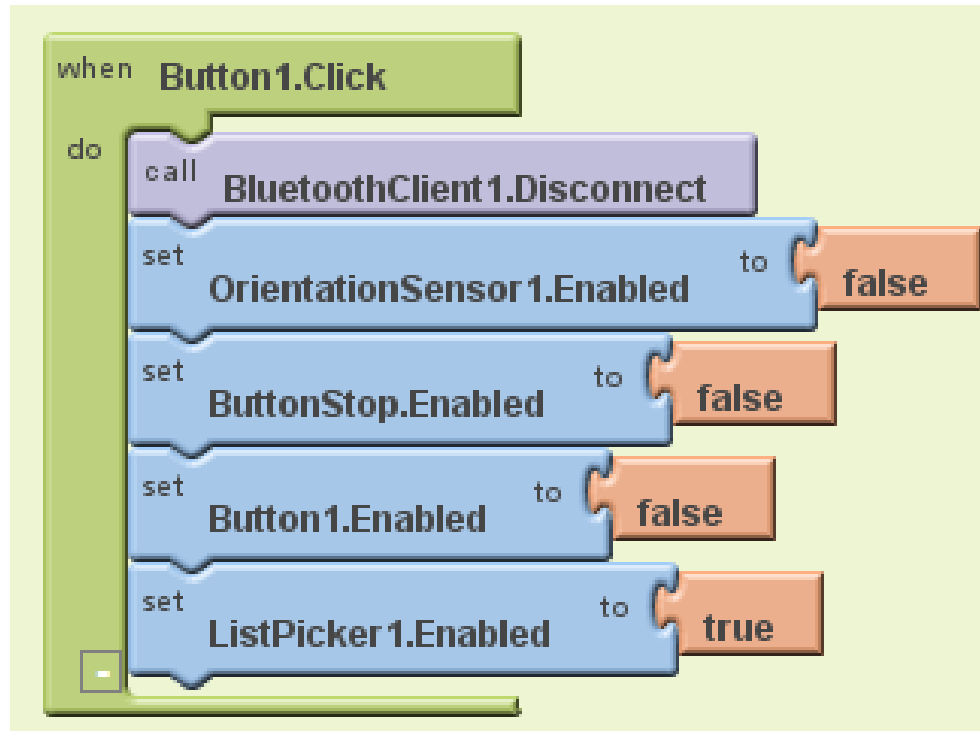 when Button1.Click
do
call BluetoothClient1.Disconnect
set OrientationSensor1.Enabled to false
set ButtonStop.Enabled to false
set Button1.Enabled to false
set ListPicker1.Enabled to true
-